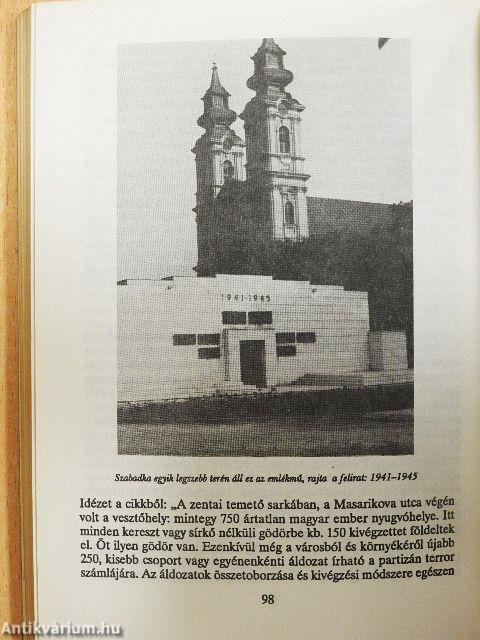 1941-1945
Szabadka egyik legszebb terén áll ez az emlékmű, rajta a felirat: 1941–1945
Idézet a cikkből: „A zentai temető sarkában, a Masarikova utca végén
volt a vesztőhely: mintegy 750 ártatlan magyar ember nyugvóhelye. Itt
minden kereszt vagy sírkő nélküli gödörbe kb. 150 kivégzettet földeltek
el. Öt ilyen gödör van. Ezenkívül még a városból és környékéről újabb
250, kisebb csoport vagy egyénenkénti áldozat írható a partizán terror
számlájára. Az áldozatok összetoborzása és kivégzési módszere egészen
98
Antikvárium.hu